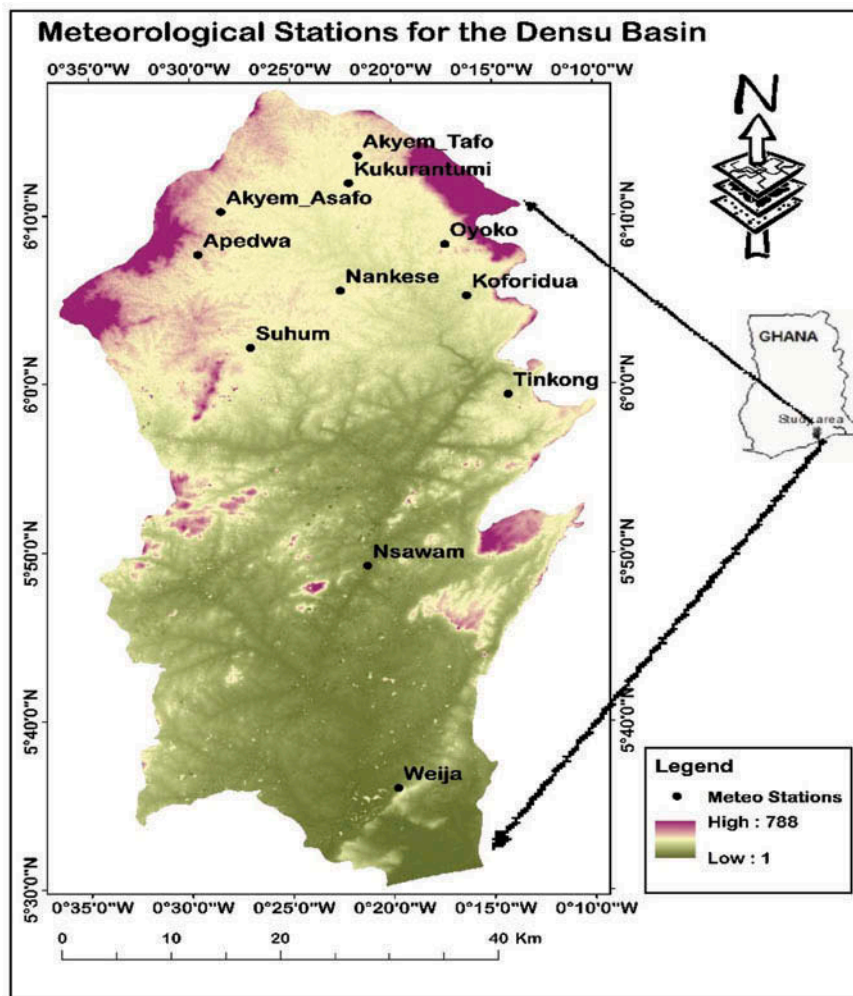 Meteorological Stations for the Densu Basin
0°35'0"W 0°30'0"W 0°25'0"W 0°20'0"W 0°15'0"W 0°10'0"W
N
Akyem_Tafo
Kukurantumi
Akyem_Asafo
6°10'0"N
6°10'0"N
Apedwa
Oyoko
Nankese
Koforidua
GHANA
Suhum
6°0'0"N
6°0'0"N
Tinkong
Study area
5°50'0"N
5°50'0"N
Nsawam
5°40'0"N
5°40'0"N
Weija
Legend
Meteo Stations
High : 788
Low : 1
5°30'0"N
0°35'0"W 0°30'0"W 0°25'0"W 0°20'0"W 0°15'0"W 0°10'0"W
0 10 20 40 Km